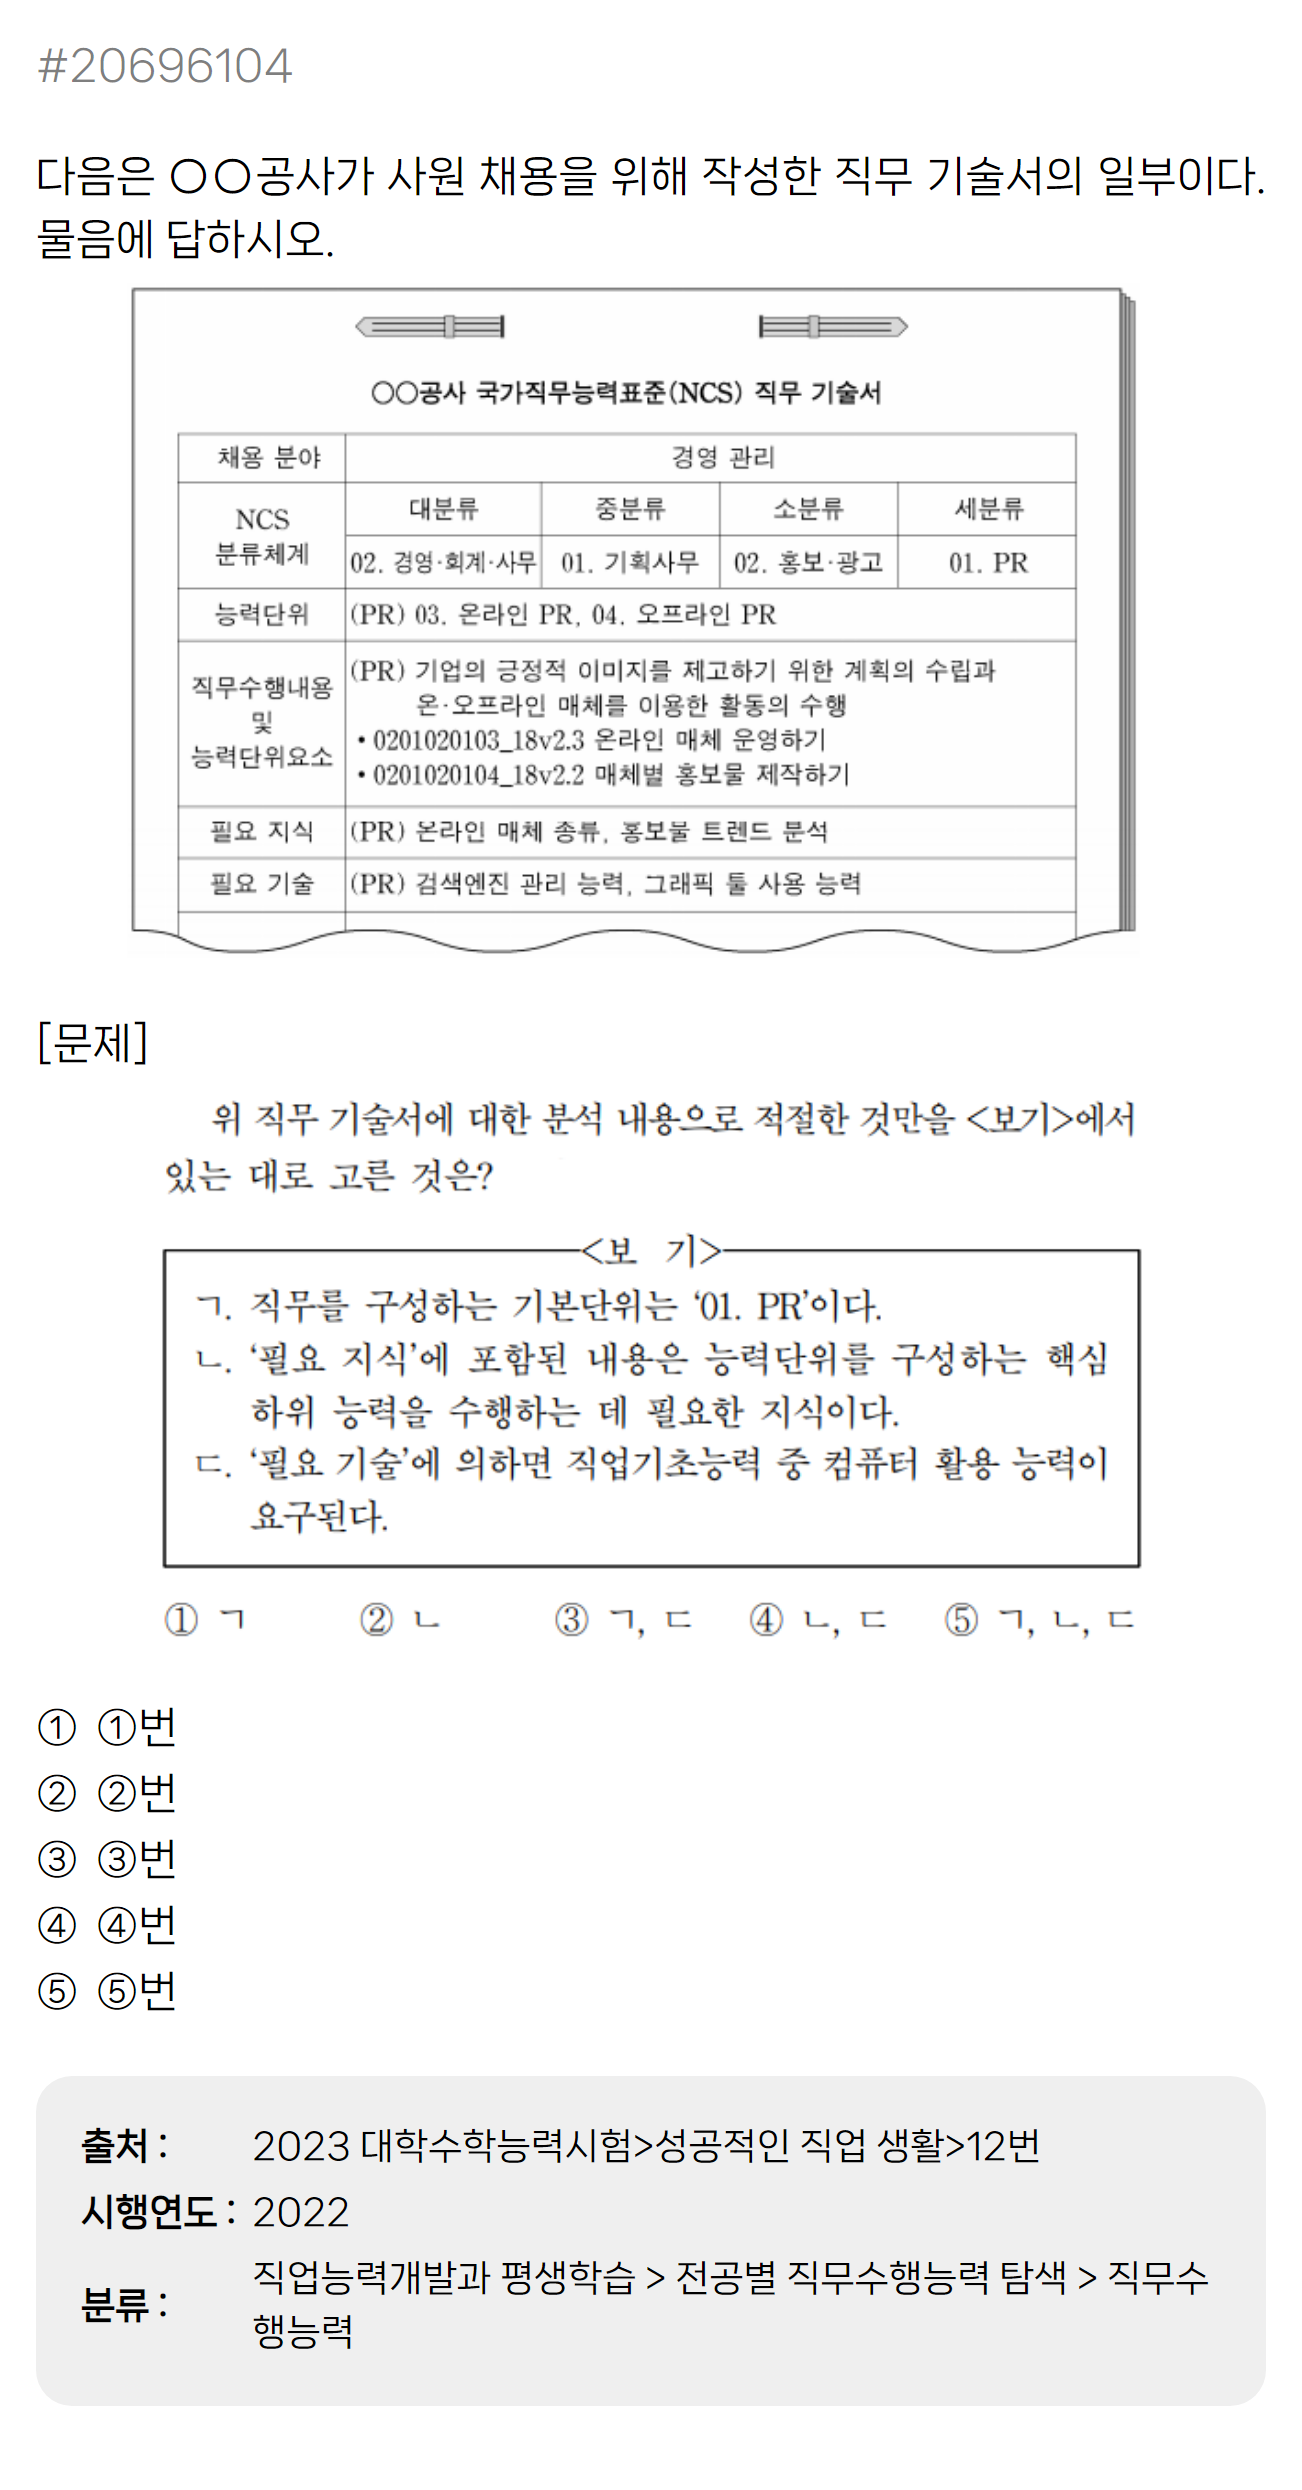 #20696104
다음은 ○○공사가 사원 채용을 위해 작성한 직무 기술서의 일부이다.
물음에 답하시오.
○○공사 국가직무능력표준(NCS) 직무 기술서
채용 분야 경영 관리
NCS 분류체계 대분류 중분류 소분류 세분류
02. 경영·회계·사무 01. 기획사무 02. 홍보·광고 01. PR
능력단위 (PR) 03. 온라인 PR, 04. 오프라인 PR
직무수행내용 및 능력단위요소
(PR) 기업의 긍정적 이미지를 제고하기 위한 계획의 수립과
온·오프라인 매체를 이용한 활동의 수행
• 0201020103_18v2.3 온라인 매체 운영하기
• 0201020104_18v2.2 매체별 홍보물 제작하기
필요 지식 (PR) 온라인 매체 종류, 홍보물 트렌드 분석
필요 기술 (PR) 검색엔진 관리 능력, 그래픽 툴 사용 능력
[문제]
위 직무 기술서에 대한 분석 내용으로 적절한 것만을 <보기>에서
있는 대로 고른 것은?
<보 기>
ㄱ. 직무를 구성하는 기본단위는 ‘01. PR’이다.
ㄴ. ‘필요 지식’에 포함된 내용은 능력단위를 구성하는 핵심
하위 능력을 수행하는 데 필요한 지식이다.
ㄷ. ‘필요 기술’에 의하면 직업기초능력 중 컴퓨터 활용 능력이
요구된다.
① ㄱ ② ㄴ ③ ㄱ, ㄷ ④ ㄴ, ㄷ ⑤ ㄱ, ㄴ, ㄷ
① ①번
② ②번
③ ③번
④ ④번
⑤ ⑤번
출처 : 2023 대학수학능력시험>성공적인 직업 생활>12번
시행연도 : 2022
분류 : 직업능력개발과 평생학습 > 전공별 직무수행능력 탐색 > 직무수
행능력